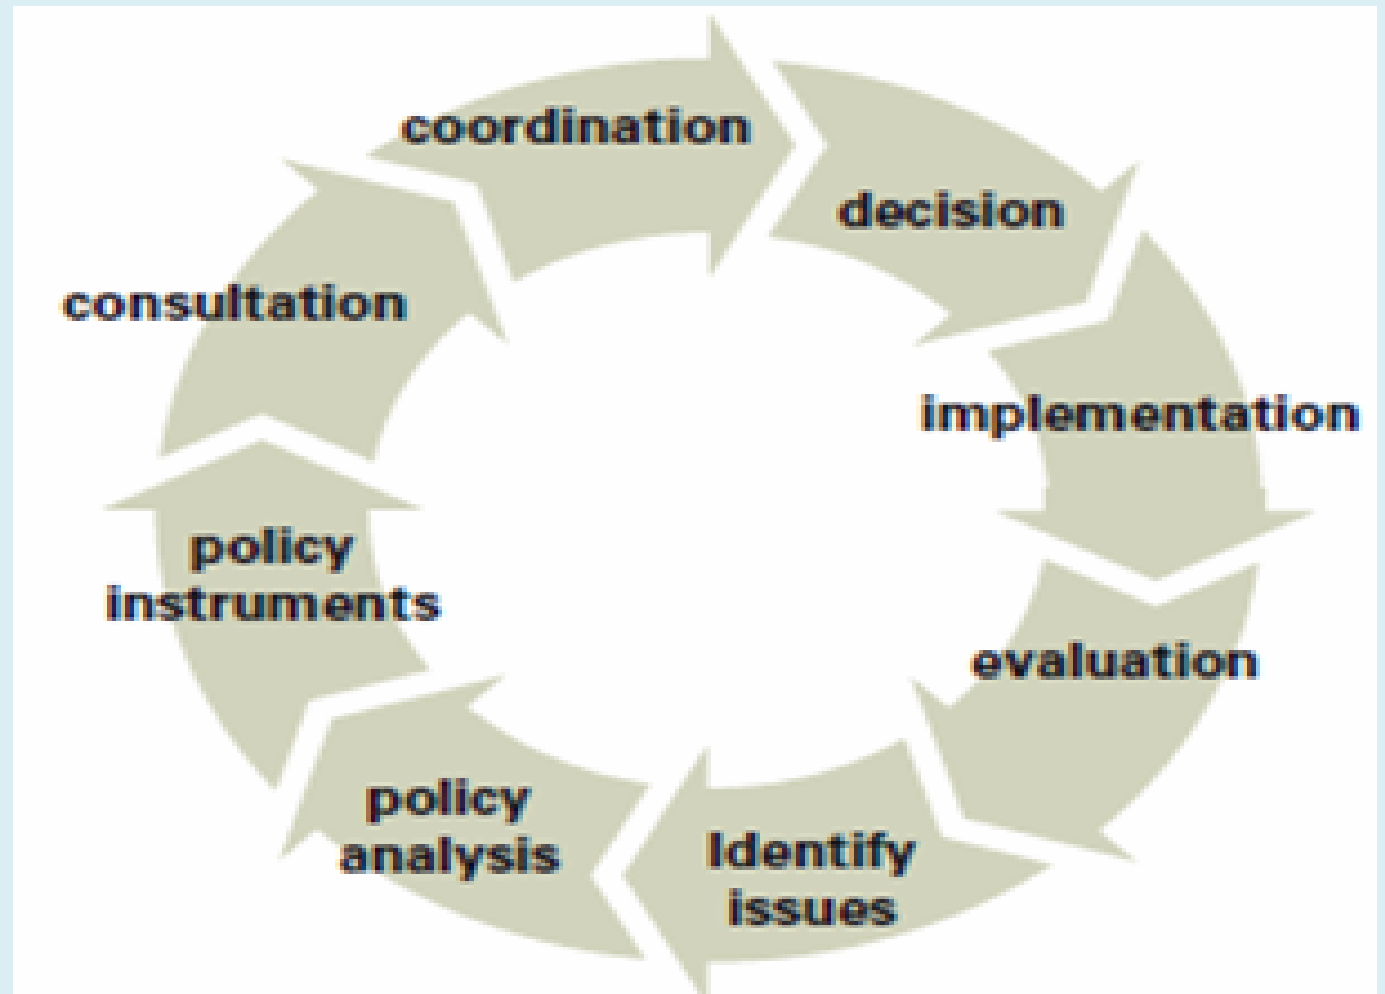 coordination
decision
implementation
evaluation
Identify
issues
policy
analysis
policy
instruments
consultation